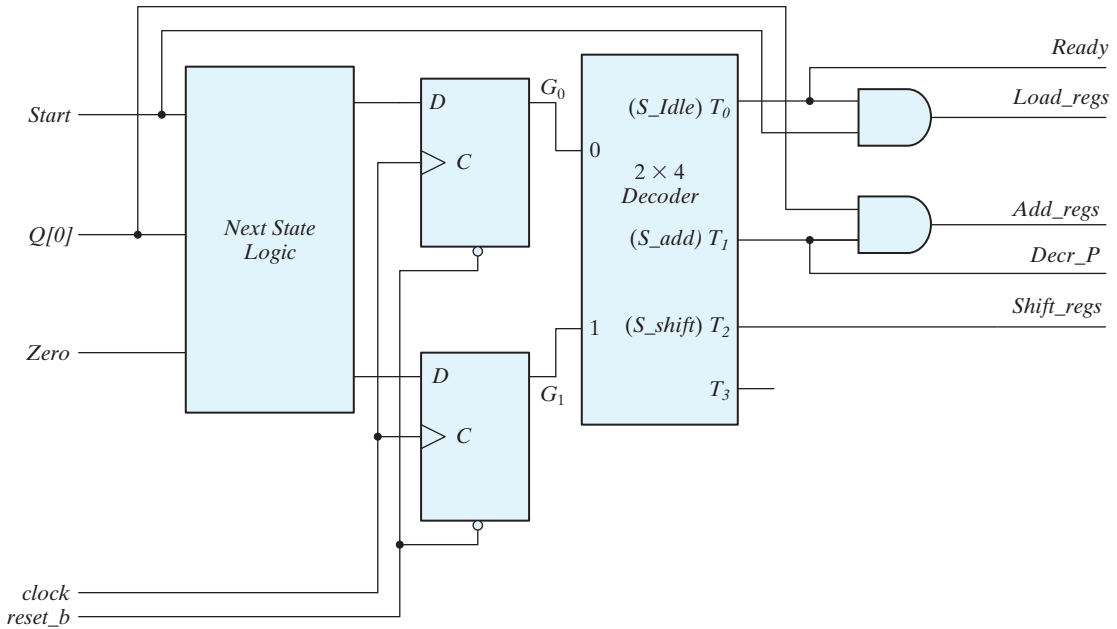 Ready
G₀
D
(S_Idle) T₀
Load_regs
Start
0
C
2 × 4
Decoder
Add_regs
Next State
Logic
Q[0]
(S_add) T₁
Decr_P
Shift_regs
1
(S_shift) T₂
Zero
D
G₁
T₃
C
clock
reset_b